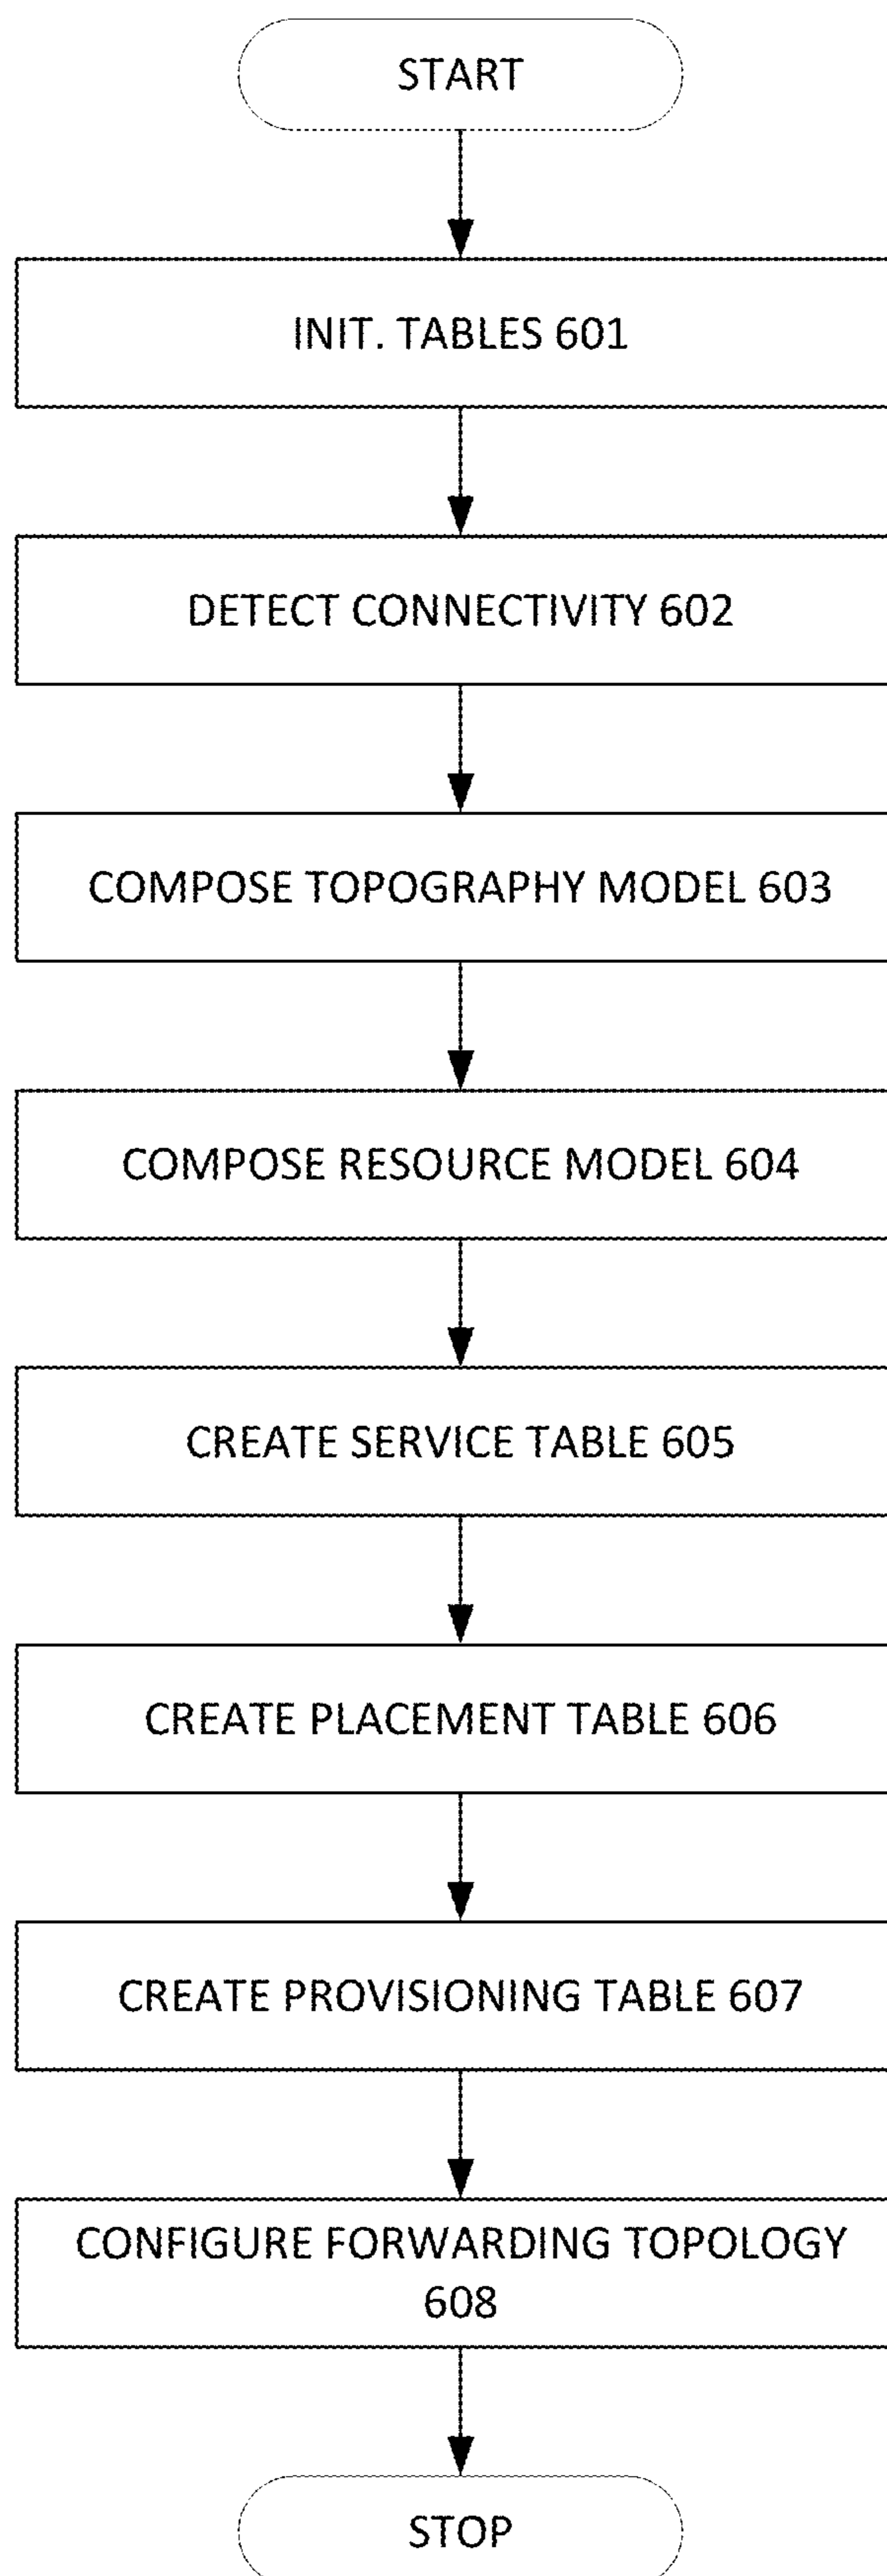 START
INIT. TABLES 601
DETECT CONNECTIVITY 602
COMPOSE TOPOGRAPHY MODEL 603
COMPOSE RESOURCE MODEL 604
CREATE SERVICE TABLE 605
CREATE PLACEMENT TABLE 606
CREATE PROVISIONING TABLE 607
CONFIGURE FORWARDING TOPOLOGY
608
STOP